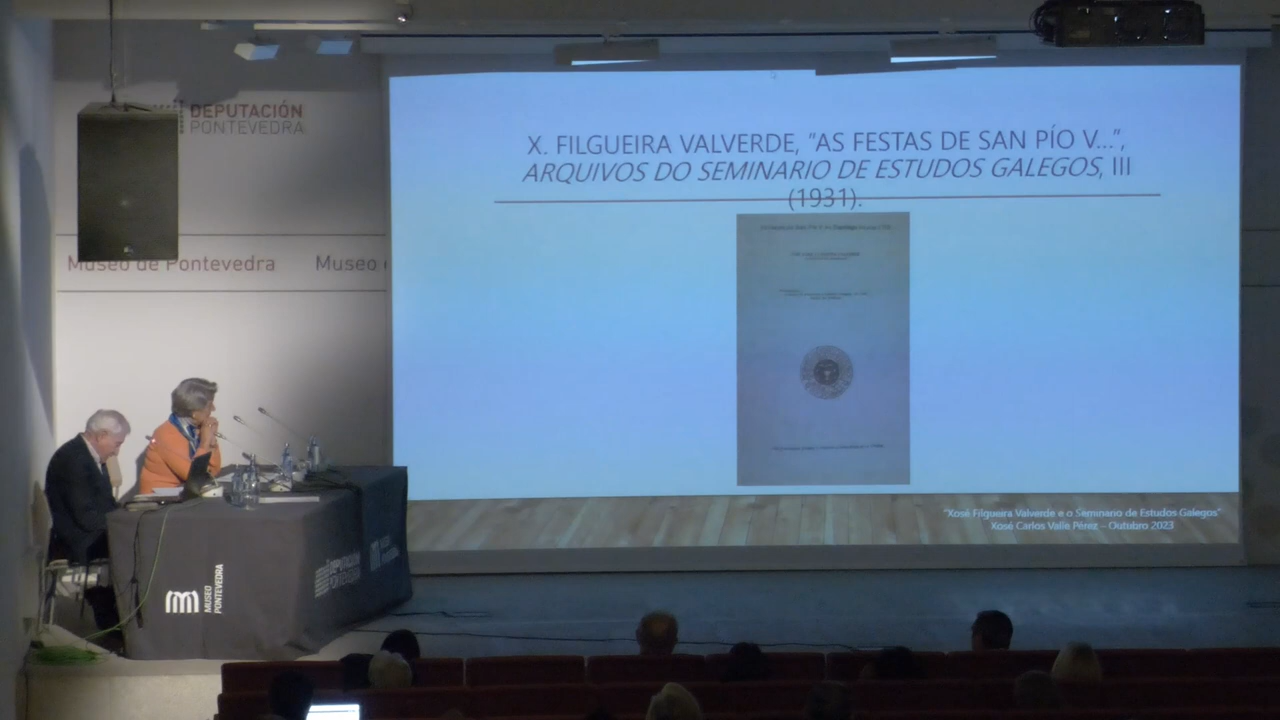 DEPUTACIÓN
PONTEVEDRA
Museo de Pontevedra
Museo
X. FILGUEIRA VALVERDE, "AS FESTAS DE SAN PÍO V...",
ARQUIVOS DO SEMINARIO DE ESTUDOS GALEGOS, III
(1931).
"Xosé Filgueira Valverde e o Seminario de Estudos Galegos"
Xosé Carlos Valle Pérez – Outubro 2023
MUSEO
PONTEVEDRA
DEPUTACIÓN
PONTEVEDRA